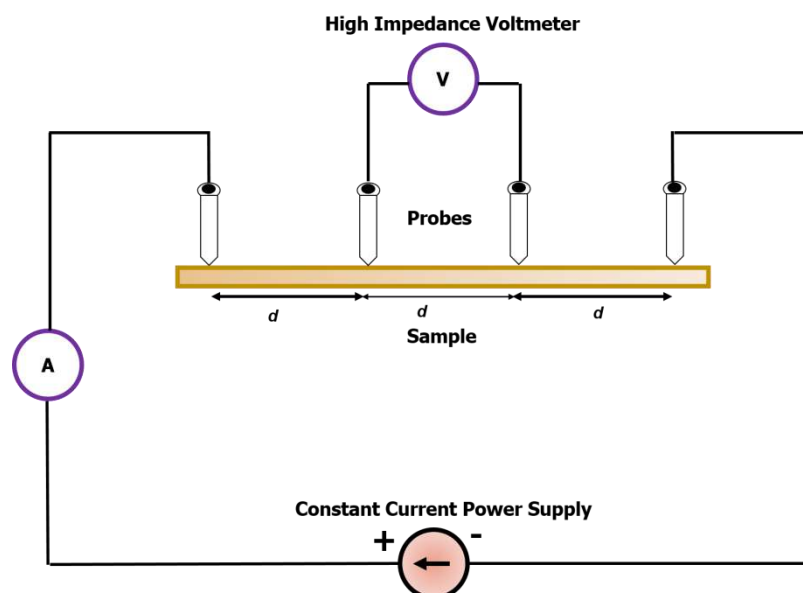 High Impedance Voltmeter
V
Probes
d
d
d
Sample
A
Constant Current Power Supply
+ -